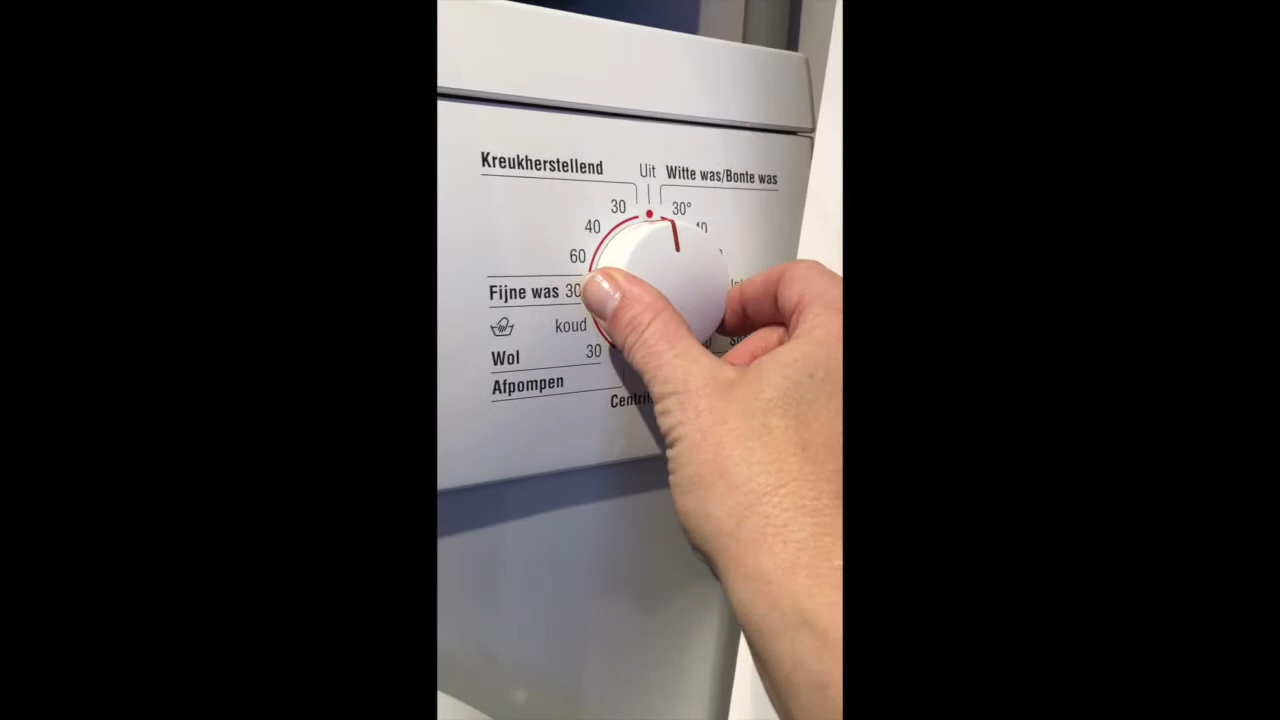 Kreukherstellend
Uit
Witte was/Bonte was
30
30°
40
60
Fijne was 30
koud
Wol 30
Afpompen